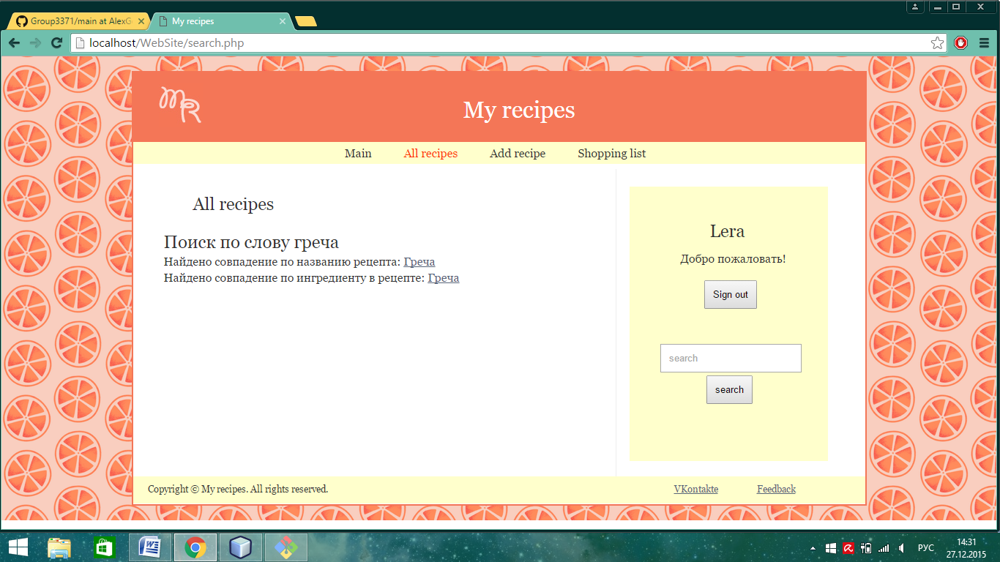 Group3371/main at AlexG
My recipes
localhost/WebSite/search.php
MR
My recipes
Main All recipes Add recipe Shopping list
All recipes
Поиск по слову греча
Найдено совпадение по названию рецепта: Греча
Найдено совпадение по ингредиенту в рецепте: Греча
Lera
Добро пожаловать!
Sign out
search
search
Copyright © My recipes. All rights reserved.
VKontakte Feedback
РУС
14:31
27.12.2015